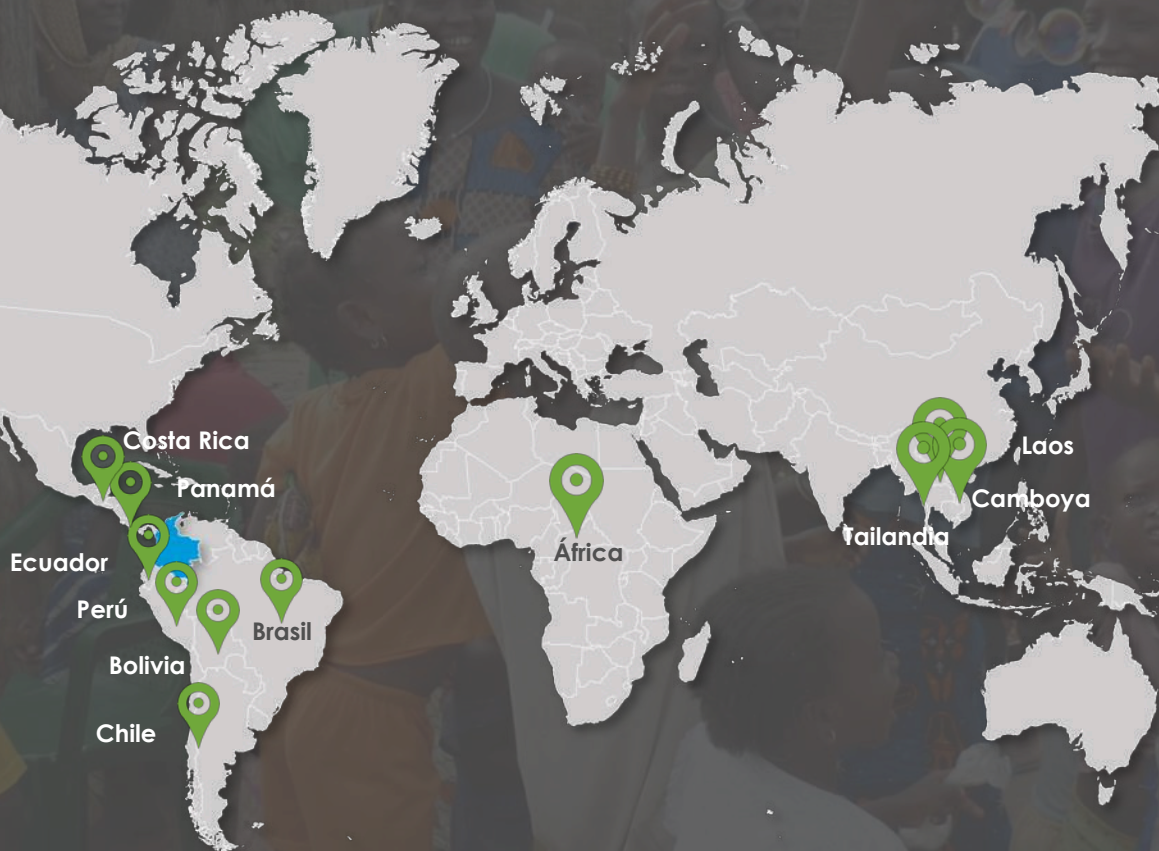 Costa Rica
Laos
Panamá
Camboya
Tailandia
África
Ecuador
Perú
Brasil
Bolivia
Chile